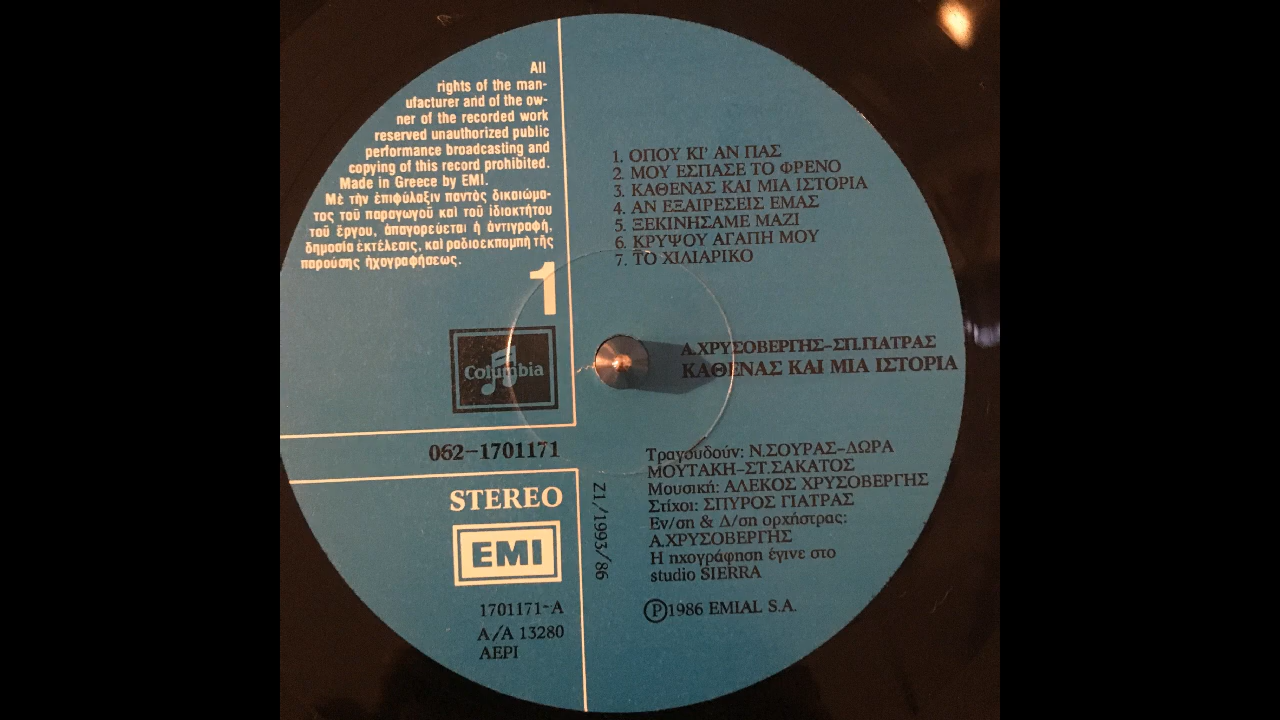 All
rights of the man-
ufacturer and of the ow-
ner of the recorded work
reserved unauthorized public
performance broadcasting and
copying of this record prohibited.
Made in Greece by EMI.
Μὲ τὴν ἐπιφύλαξιν παντὸς δικαιώμα-
τος τοῦ παραγωγοῦ καὶ τοῦ ἰδιοκτήτου
τοῦ ἔργου, ἀπαγορεύεται ἡ ἀντιγραφή,
δημοσία ἐκτέλεσις, καὶ ραδιοεκπομπή τῆς
παρούσης ἠχογραφήσεως.
1
Columbia
062-1701171
STEREO
EMI
1701171-A
A/A 13280
ΑΕΡΙ
Ζ1/1993/86
1. ΟΠΟΥ ΚΙ' ΑΝ ΠΑΣ
2. ΜΟΥ ΕΣΠΑΣΕ ΤΟ ΦΡΕΝΟ
3. ΚΑΘΕΝΑΣ ΚΑΙ ΜΙΑ ΙΣΤΟΡΙΑ
4. ΑΝ ΕΞΑΙΡΕΣΕΙΣ ΕΜΑΣ
5. ΞΕΚΙΝΗΣΑΜΕ ΜΑΖΙ
6. ΚΡΥΨΟΥ ΑΓΑΠΗ ΜΟΥ
7. ΤΟ ΧΙΛΙΑΡΙΚΟ
Α.ΧΡΥΣΟΒΕΡΓΗΣ-ΣΠ.ΓΙΑΤΡΑΣ
ΚΑΘΕΝΑΣ ΚΑΙ ΜΙΑ ΙΣΤΟΡΙΑ
Τραγουδούν: Ν.ΣΟΥΡΑΣ-ΔΩΡΑ
ΜΟΥΤΑΚΗ-ΣΤ.ΣΑΚΑΤΟΣ
Μουσική: ΑΛΕΚΟΣ ΧΡΥΣΟΒΕΡΓΗΣ
Στίχοι: ΣΠΥΡΟΣ ΓΙΑΤΡΑΣ
Εν/ση & Δ/ση ορχήστρας:
Α.ΧΡΥΣΟΒΕΡΓΗΣ
Η ηχογράφηση έγινε στο
studio SIERRA
Ⓟ1986 EMIAL S.A.